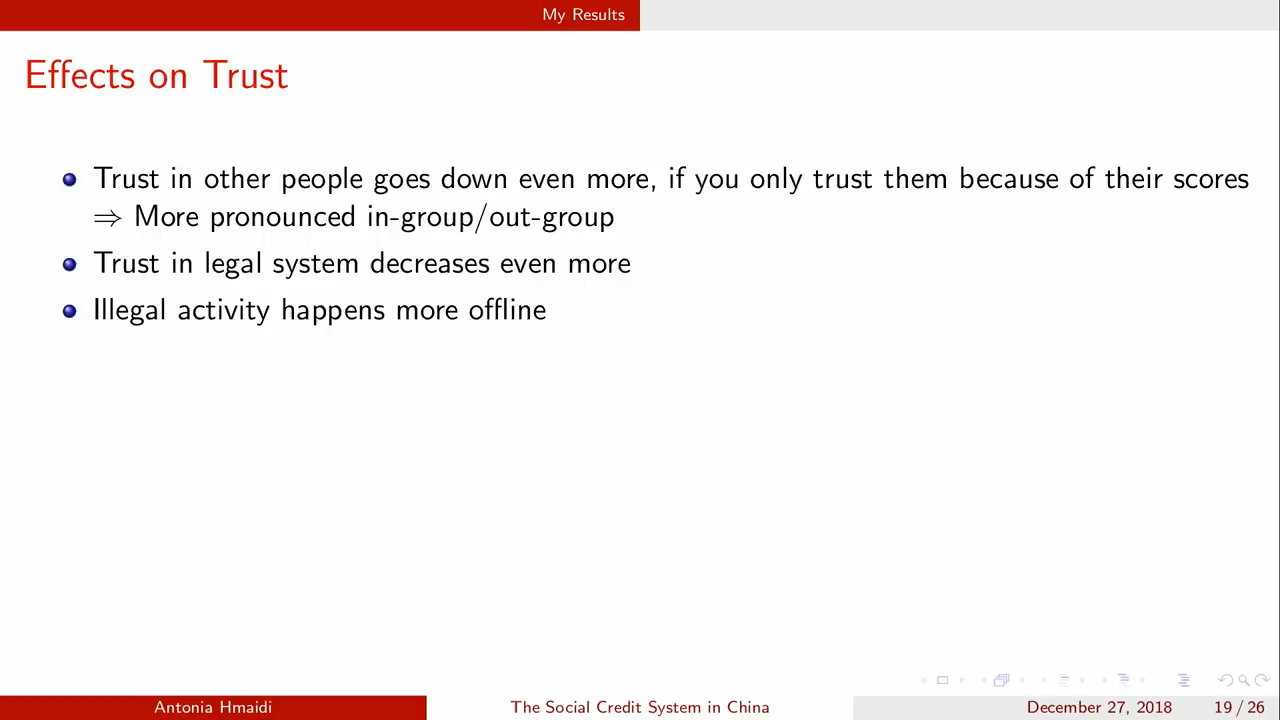 My Results
Effects on Trust
Trust in other people goes down even more, if you only trust them because of their scores
⇒ More pronounced in-group/out-group
Trust in legal system decreases even more
Illegal activity happens more offline
Antonia Hmaidi
The Social Credit System in China
December 27, 2018
19 / 26